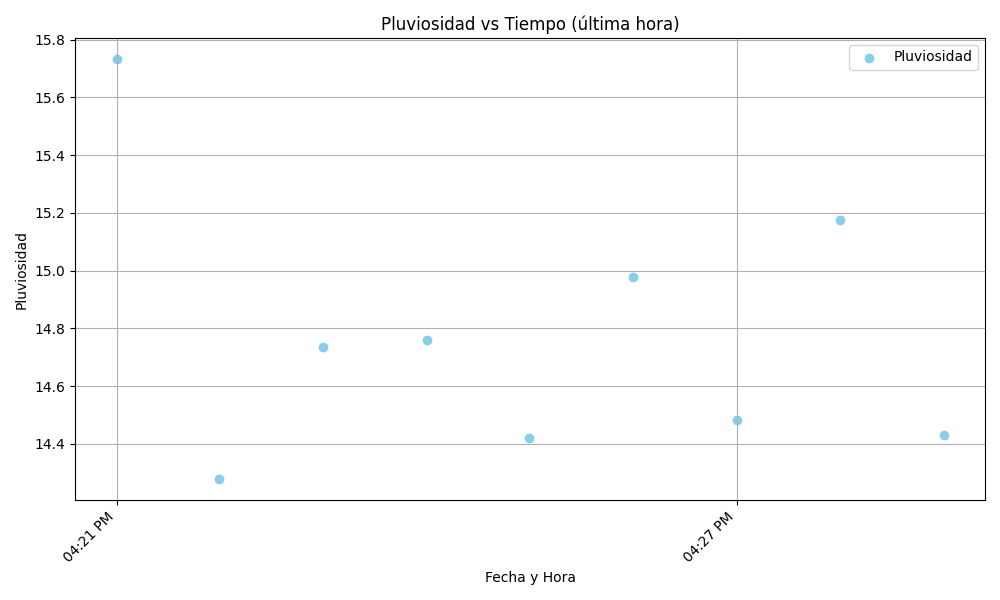 Pluviosidad vs Tiempo (última hora)
Pluviosidad
15.8
15.6
15.4
15.2
15.0
14.8
14.6
14.4
Pluviosidad
04:21 PM
04:27 PM
Fecha y Hora